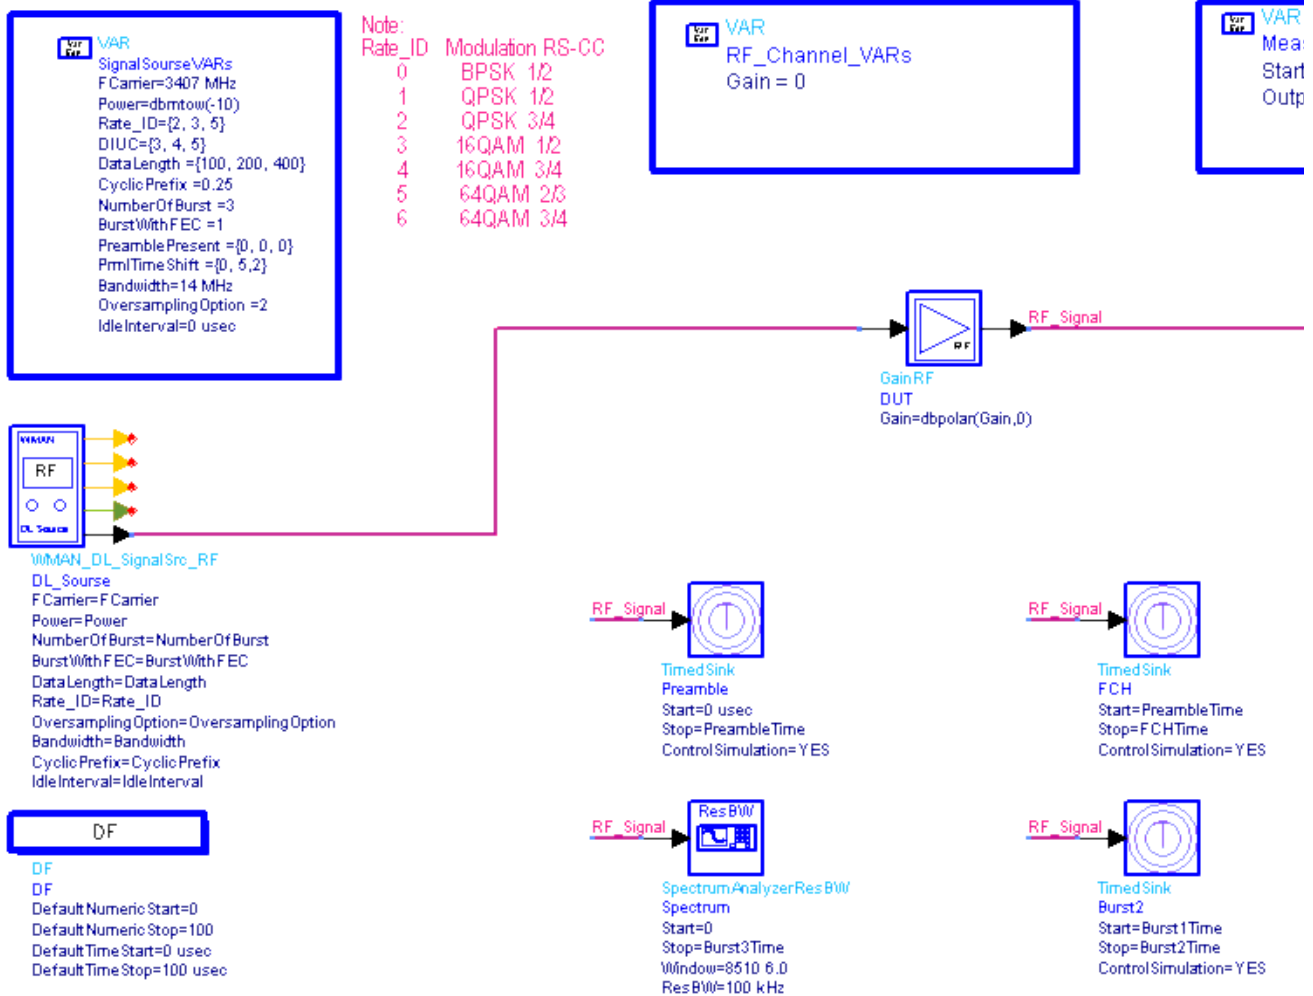 VAR
SignalSourseVARs
FCarrier=3407 MHz
Power=dbmtow(-10)
Rate_ID={2, 3, 5}
DIUC={3, 4, 5}
DataLength ={100, 200, 400}
CyclicPrefix =0.25
NumberOfBurst =3
BurstWithFEC =1
PreamblePresent ={0, 0, 0}
PrmlTimeShift ={0, 5,2}
Bandwidth=14 MHz
OversamplingOption =2
IdleInterval=0 usec
Note:
Rate_ID Modulation RS-CC
0 BPSK 1/2
1 QPSK 1/2
2 QPSK 3/4
3 16QAM 1/2
4 16QAM 3/4
5 64QAM 2/3
6 64QAM 3/4
Var Eqn
VAR
RF_Channel_VARs
Gain = 0
VAR
Meas
Start
Outp
RF
RF_Signal
GainRF
DUT
Gain=dbpolar(Gain,0)
WMAN
RF
DL Source
WMAN_DL_SignalSrc_RF
DL_Sourse
FCarrier=FCarrier
Power=Power
NumberOfBurst=NumberOfBurst
BurstWithFEC=BurstWithFEC
DataLength=DataLength
Rate_ID=Rate_ID
OversamplingOption=OversamplingOption
Bandwidth=Bandwidth
CyclicPrefix=CyclicPrefix
IdleInterval=IdleInterval
RF_Signal
T
TimedSink
Preamble
Start=0 usec
Stop=PreambleTime
ControlSimulation=YES
RF_Signal
T
TimedSink
FCH
Start=PreambleTime
Stop=FCHTime
ControlSimulation=YES
DF
DF
DF
DefaultNumericStart=0
DefaultNumericStop=100
DefaultTimeStart=0 usec
DefaultTimeStop=100 usec
RF_Signal
ResBW
SpectrumAnalyzerResBW
Spectrum
Start=0
Stop=Burst3Time
Window=8510 6.0
ResBW=100 kHz
RF_Signal
T
TimedSink
Burst2
Start=Burst1Time
Stop=Burst2Time
ControlSimulation=YES